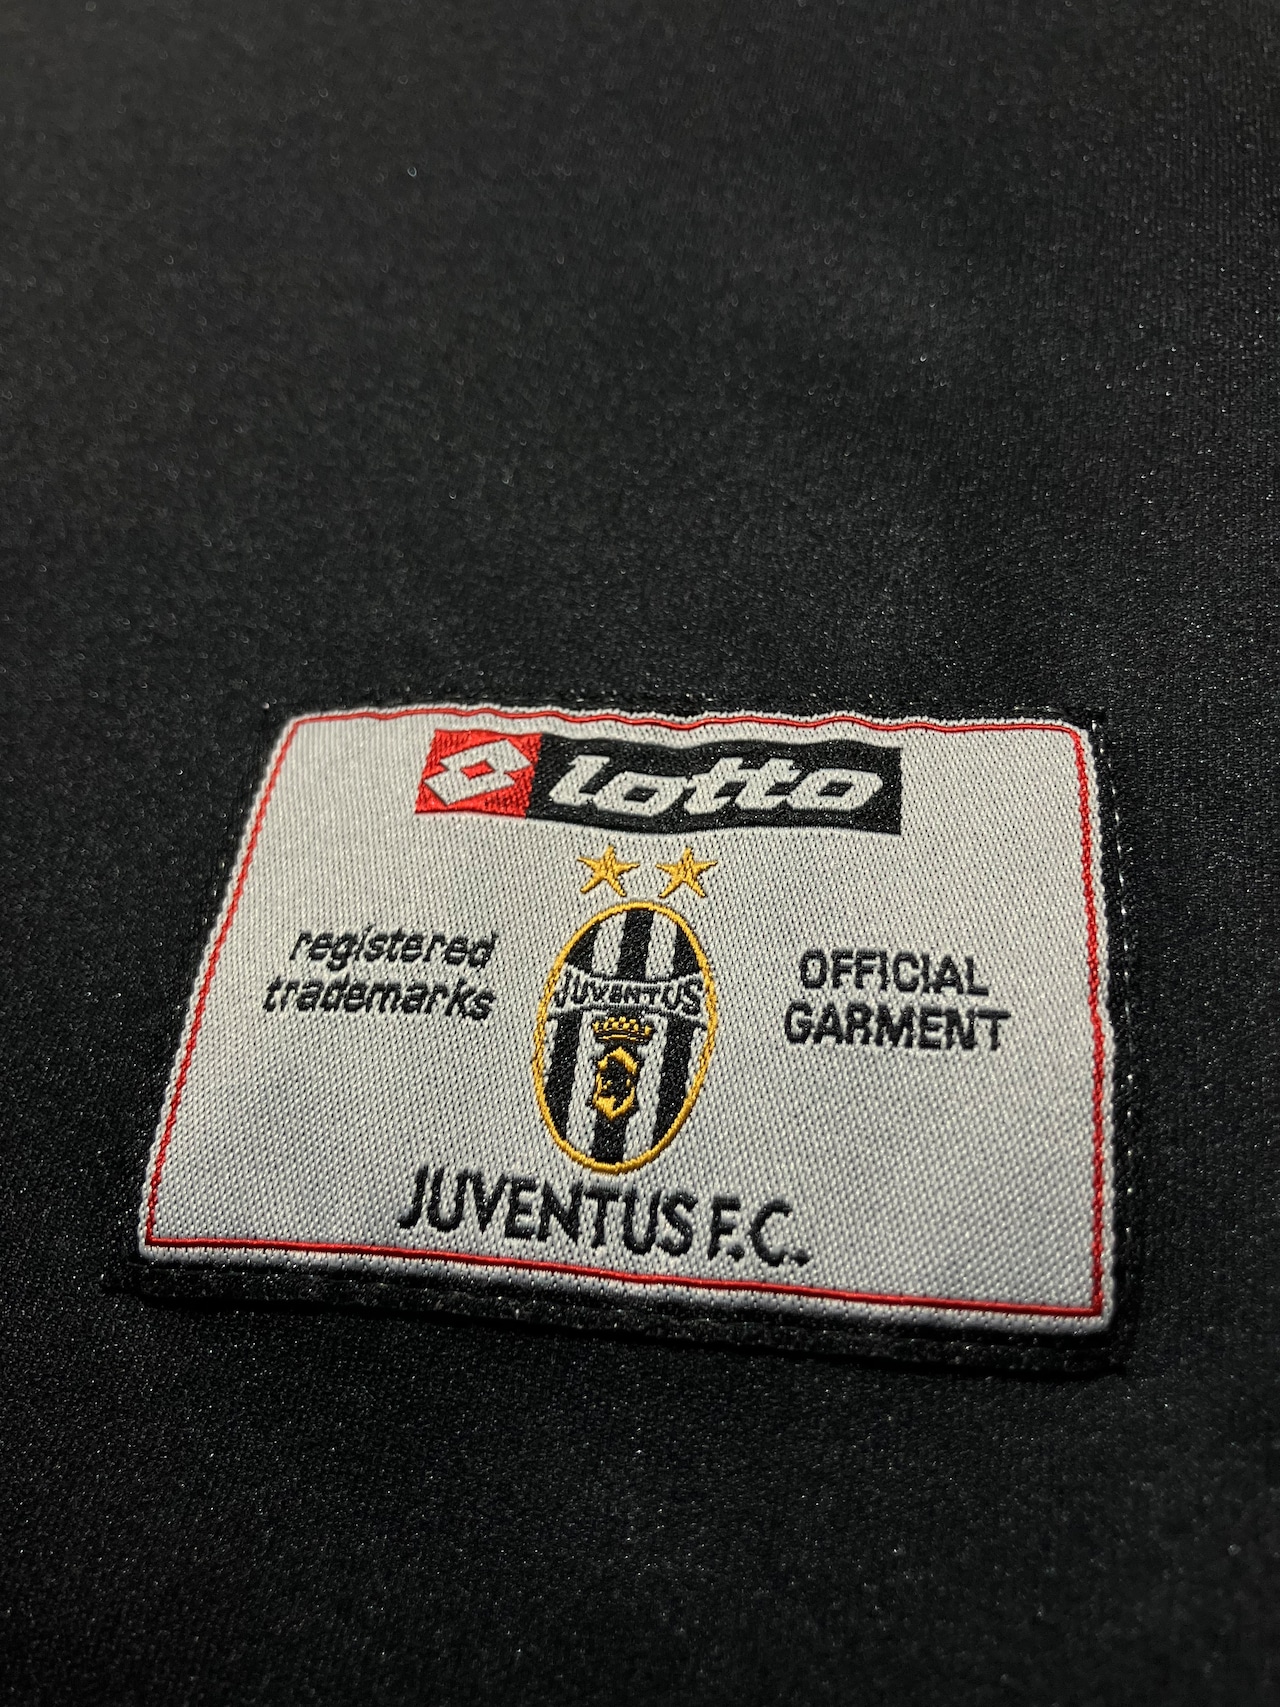 lotto
registered
trademarks
JUVENTUS
OFFICIAL
GARMENT
JUVENTUS F.C.